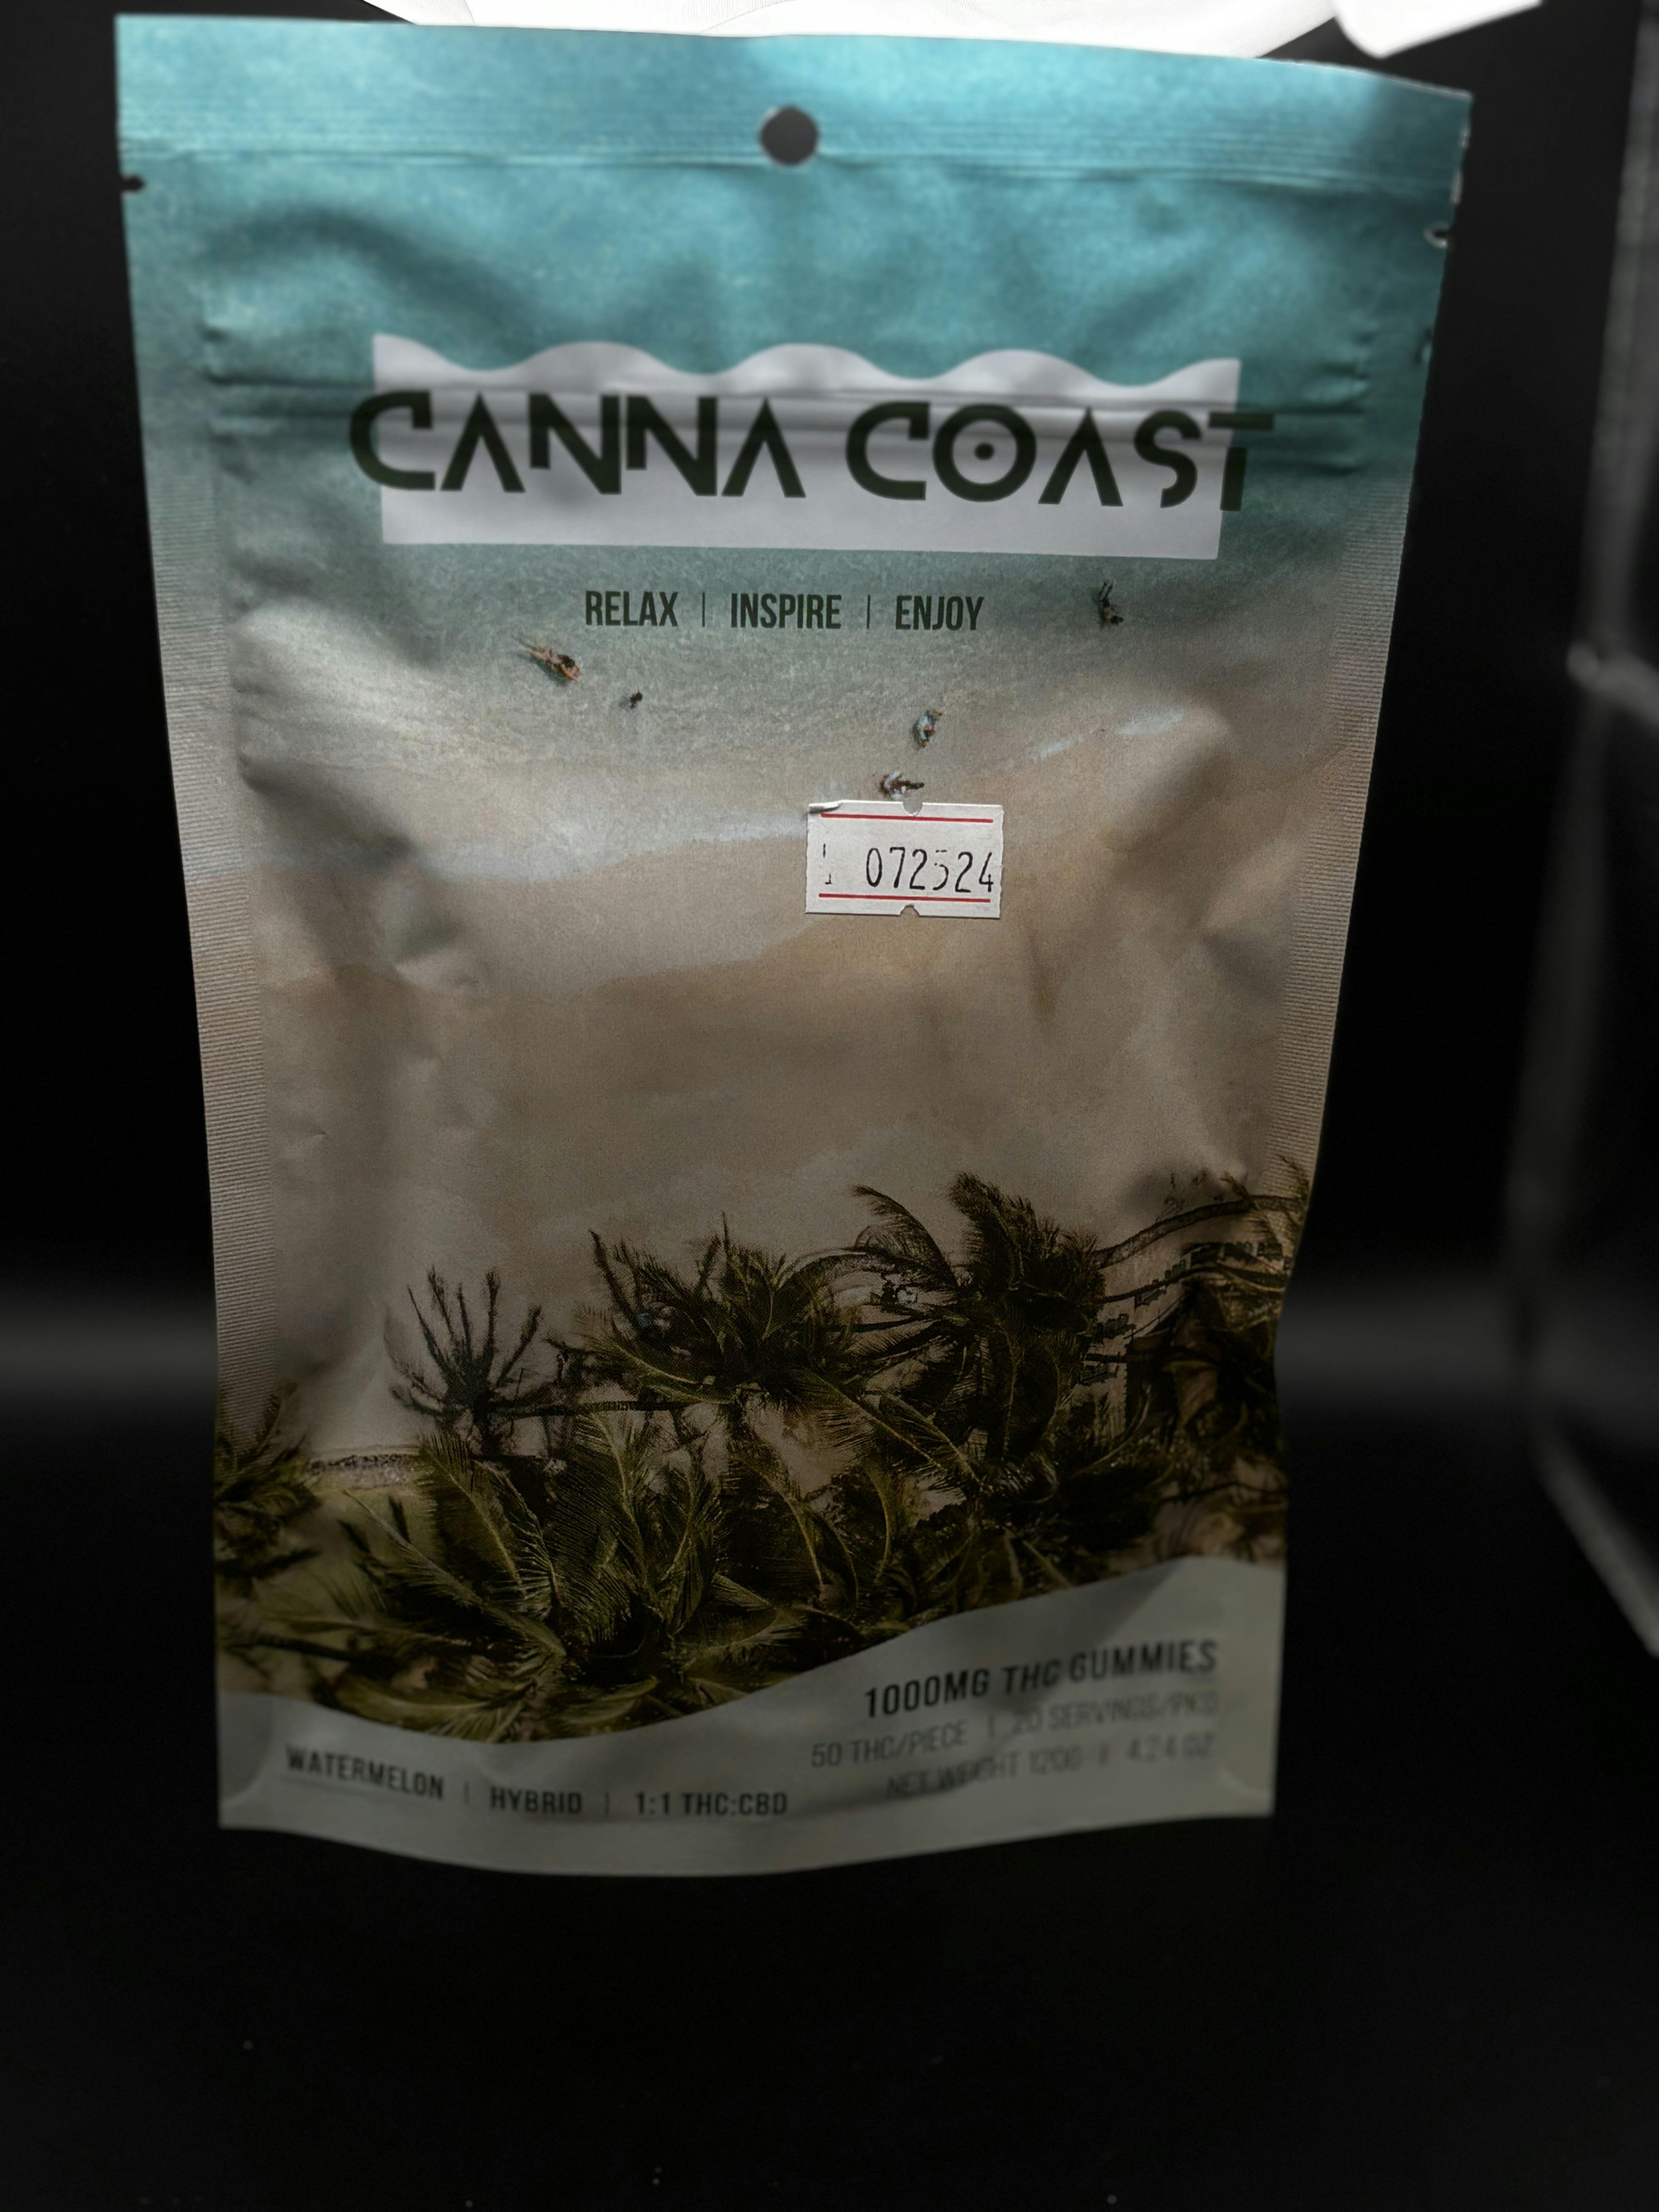 CANNA COAST
RELAX | INSPIRE | ENJOY
1 072524
1000MG THC GUMMIES
50 THC/PIECE | 20 SERVINGS/PKG
NET WEIGHT 120G | 4.24 OZ
WATERMELON | HYBRID | 1:1 THC:CBD